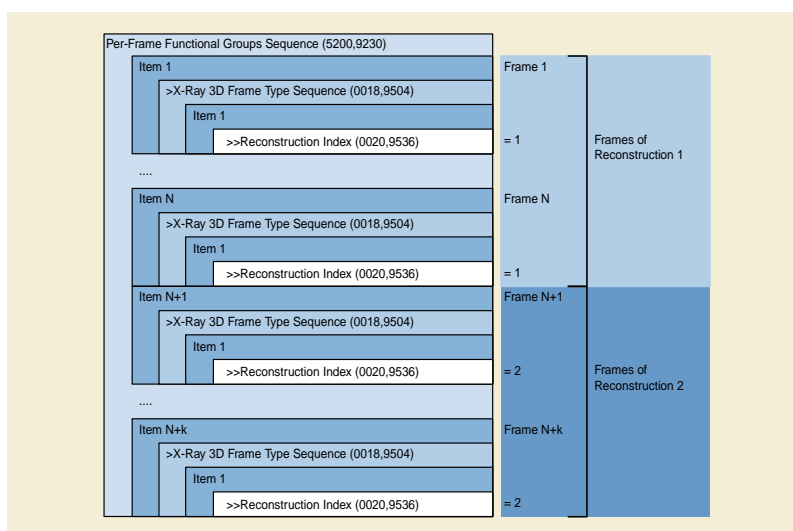 Per-Frame Functional Groups Sequence (5200,9230)
Item 1
Frame 1
>X-Ray 3D Frame Type Sequence (0018,9504)
Item 1
>>Reconstruction Index (0020,9536)
= 1
Frames of
Reconstruction 1
....
Item N
Frame N
>X-Ray 3D Frame Type Sequence (0018,9504)
Item 1
>>Reconstruction Index (0020,9536)
= 1
Item N+1
Frame N+1
>X-Ray 3D Frame Type Sequence (0018,9504)
Item 1
>>Reconstruction Index (0020,9536)
= 2
Frames of
Reconstruction 2
....
Item N+k
Frame N+k
>X-Ray 3D Frame Type Sequence (0018,9504)
Item 1
>>Reconstruction Index (0020,9536)
= 2